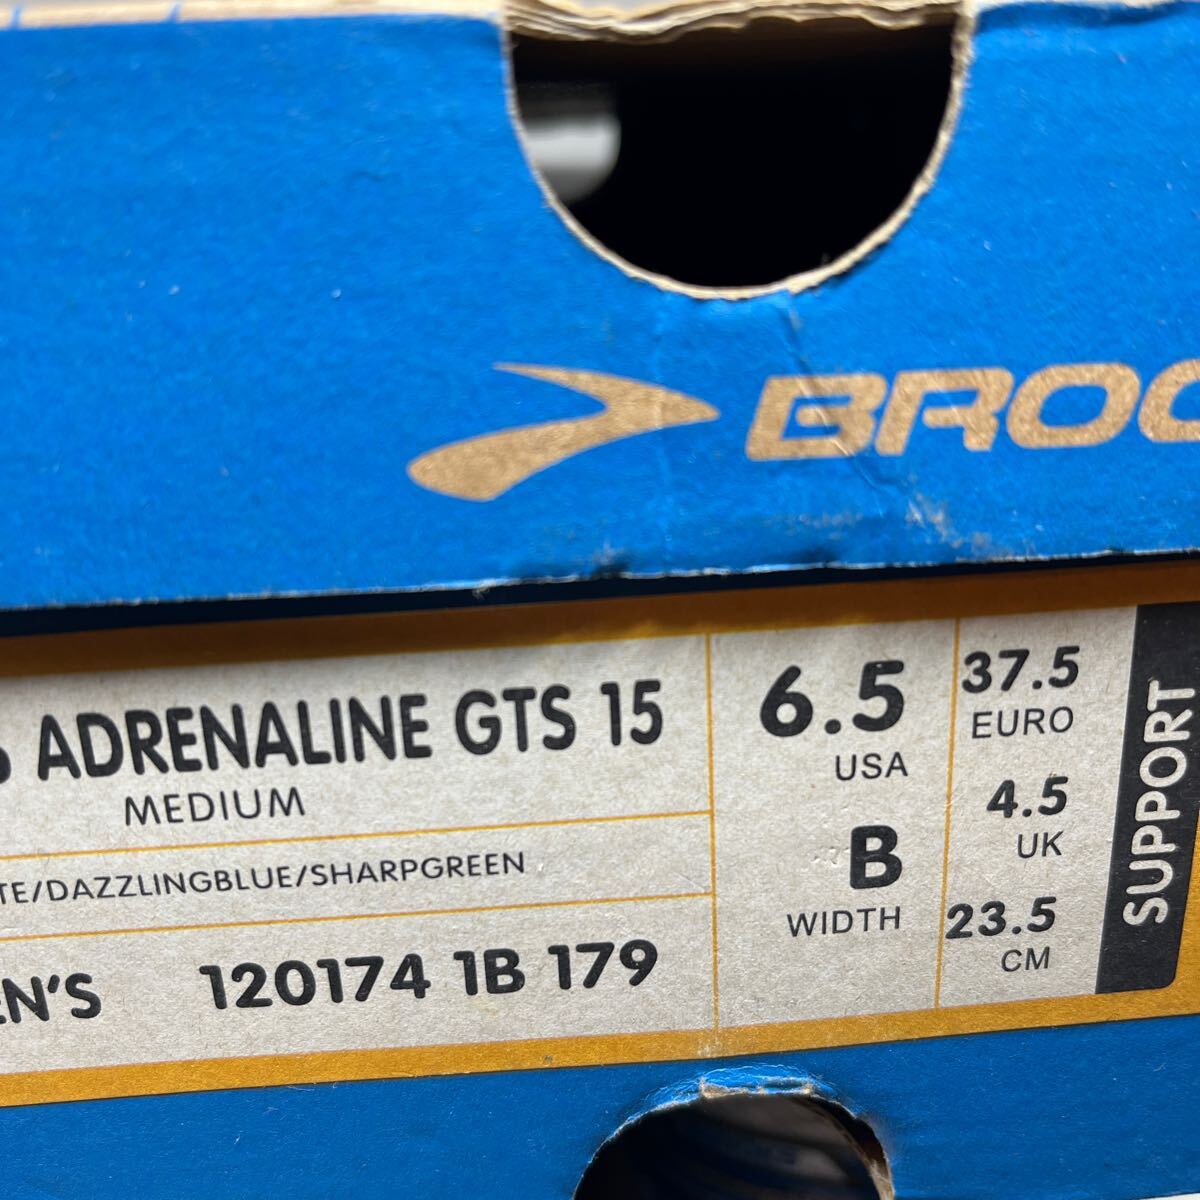 BROO
ADRENALINE GTS 15
MEDIUM
TE/DAZZLINGBLUE/SHARPGREEN
EN'S 120174 1B 179
6.5
USA
B
WIDTH
37.5
EURO
4.5
UK
23.5
CM
SUPPORT